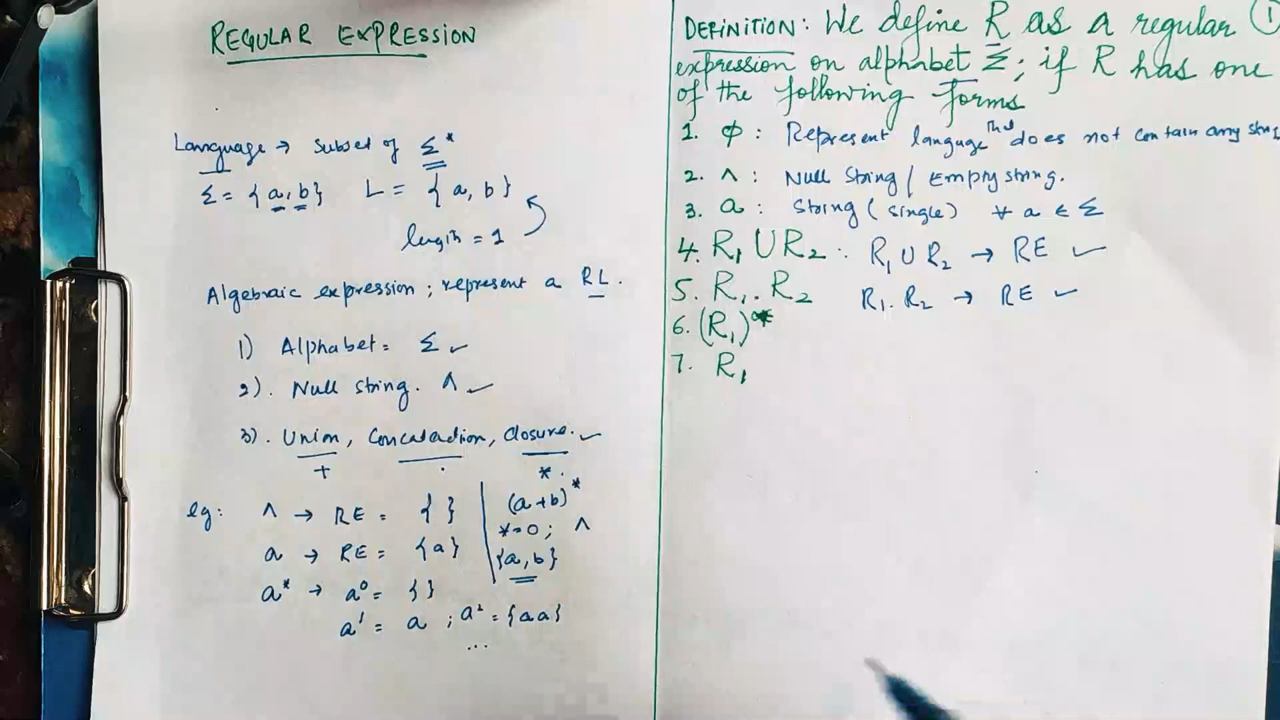 REGULAR EXPRESSION
Language → subset of Σ*
Σ = {a, b} L = {a, b}
length = 1
Algebraic expression; represent a RL.
1) Alphabet = Σ ✓
2). Null string. ∧ ✓
3). Union, Concatenation, Closure. ✓
+ . *.
eg: ∧ → RE = { }
a → RE = {a}
a* → a⁰ = { }
a¹ = a ; a² = {aa}
...
(a+b)*
*=0; ∧
{a, b}
DEFINITION: We define R as a regular ①
expression on alphabet Σ; if R has one
of the following forms
1. ϕ: Represent languge that does not contain any string
2. ∧: Null String / Empty string.
3. a: String (single) ∀ a ∈ Σ
4. R₁ ∪ R₂: R₁ ∪ R₂ → RE ✓
5. R₁. R₂ R₁. R₂ → RE ✓
6. (R₁)*
7. R₁